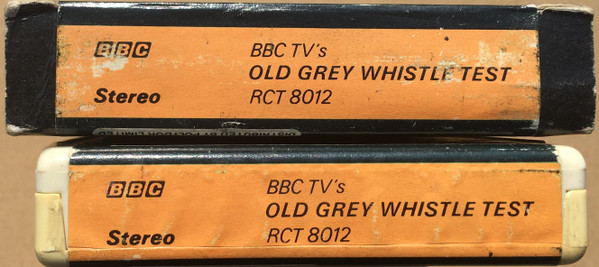 BBC
BBC TV's
OLD GREY WHISTLE TEST
Stereo
RCT 8012
BBC
BBC TV's
OLD GREY WHISTLE TEST
Stereo
RCT 8012